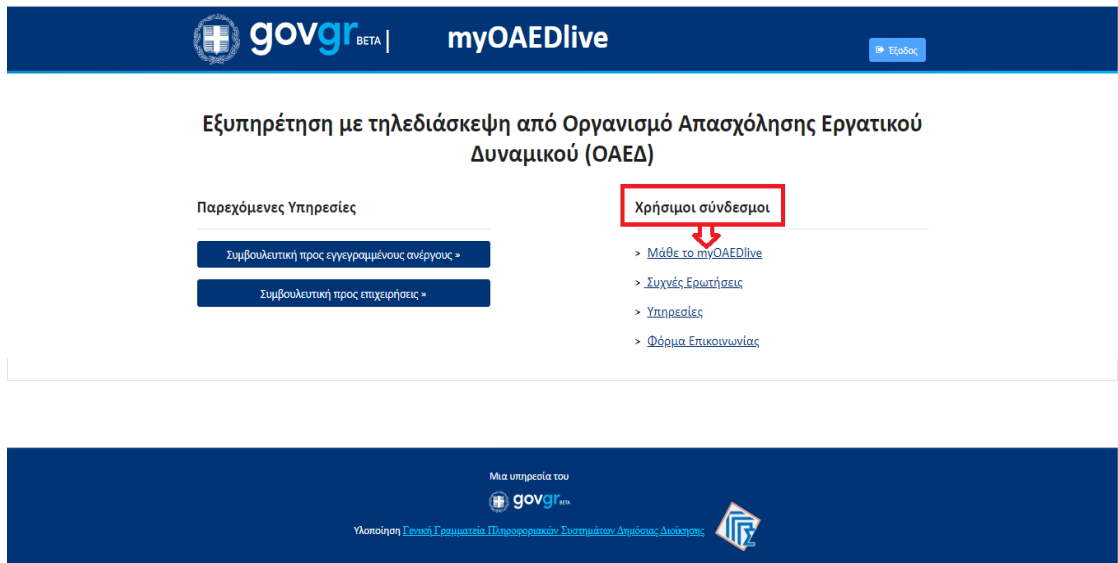 govgr BETA | myOAEDlive
Έξοδος
Εξυπηρέτηση με τηλεδιάσκεψη από Οργανισμό Απασχόλησης Εργατικού
Δυναμικού (ΟΑΕΔ)
Παρεχόμενες Υπηρεσίες
Συμβουλευτική προς εγγεγραμμένους ανέργους »
Συμβουλευτική προς επιχειρήσεις »
Χρήσιμοι σύνδεσμοι
> Μάθε το myOAEDlive
> Συχνές Ερωτήσεις
> Υπηρεσίες
> Φόρμα Επικοινωνίας
Μια υπηρεσία του
govgr BETA
Υλοποίηση Γενική Γραμματεία Πληροφοριακών Συστημάτων Δημόσιας Διοίκησης
ΓΓΠΣ